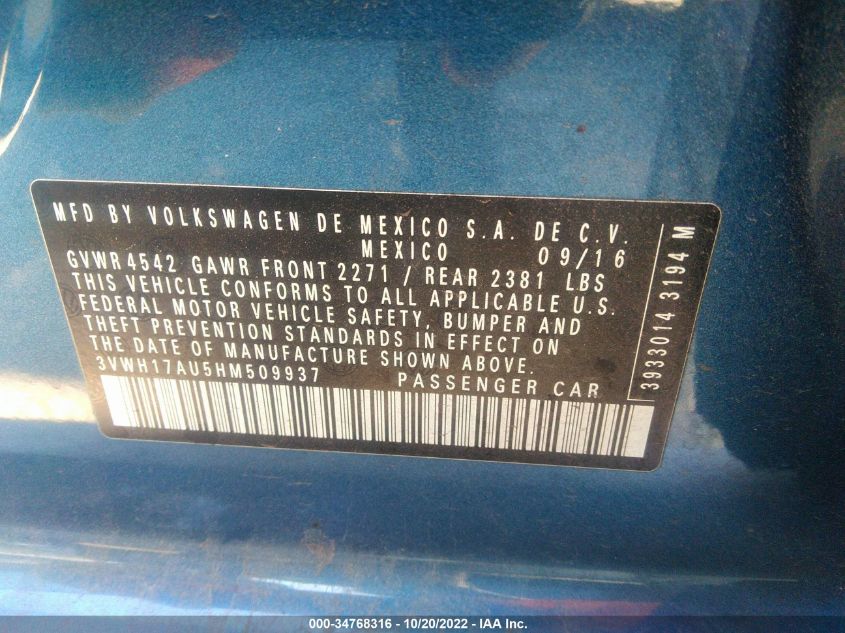 MFD BY VOLKSWAGEN DE MEXICO S.A. DE C.V.
MEXICO 09/16
GVWR 4542 GAWR FRONT 2271 / REAR 2381 LBS
THIS VEHICLE CONFORMS TO ALL APPLICABLE U.S.
FEDERAL MOTOR VEHICLE SAFETY, BUMPER AND
THEFT PREVENTION STANDARDS IN EFFECT ON
THE DATE OF MANUFACTURE SHOWN ABOVE.
3VWH17AU5HM509937 PASSENGER CAR
3933014 3194 M
000-34768316 - 10/20/2022 - © IAA Inc.